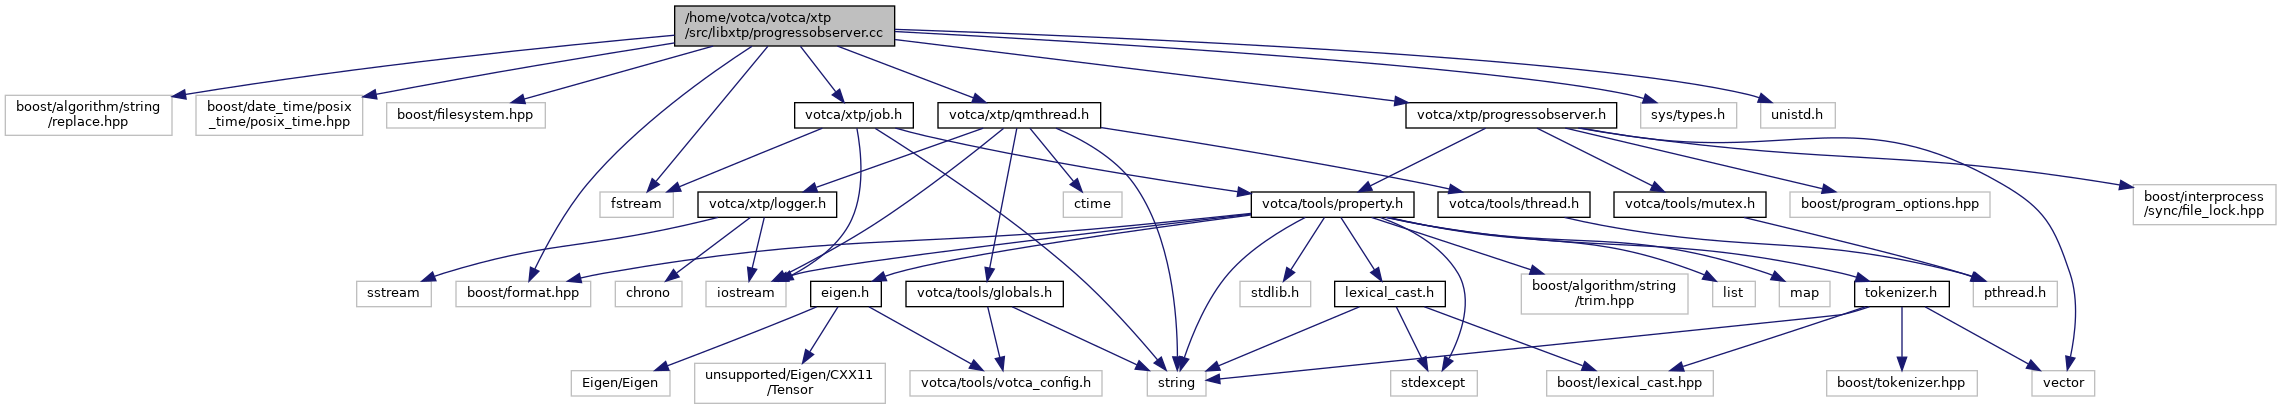 /home/votca/votca/xtp
/src/libxtp/progressobserver.cc
boost/algorithm/string
/replace.hpp
boost/date_time/posix
_time/posix_time.hpp
boost/filesystem.hpp
votca/xtp/job.h
votca/xtp/qmthread.h
votca/xtp/progressobserver.h
sys/types.h
unistd.h
fstream
votca/xtp/logger.h
ctime
votca/tools/property.h
votca/tools/thread.h
votca/tools/mutex.h
boost/program_options.hpp
boost/interprocess
/sync/file_lock.hpp
sstream
boost/format.hpp
chrono
iostream
eigen.h
votca/tools/globals.h
stdlib.h
lexical_cast.h
boost/algorithm/string
/trim.hpp
list
map
tokenizer.h
pthread.h
Eigen/Eigen
unsupported/Eigen/CXX11
/Tensor
votca/tools/votca_config.h
string
stdexcept
boost/lexical_cast.hpp
boost/tokenizer.hpp
vector